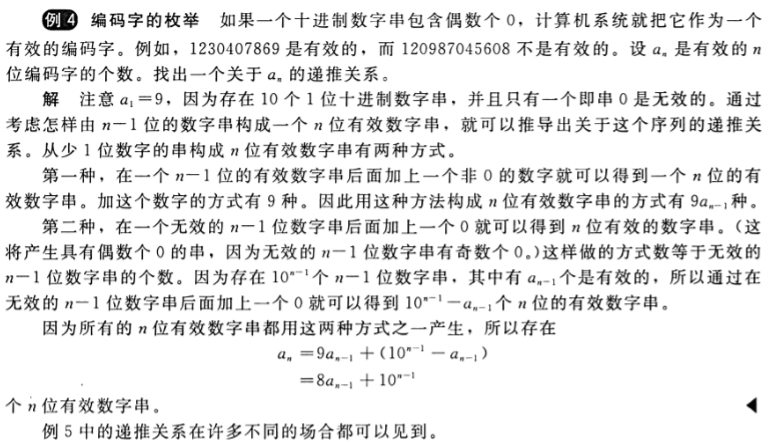 例4 编码字的枚举 如果一个十进制数字串包含偶数个 0，计算机系统就把它作为一个
有效的编码字。例如，1230407869 是有效的，而 120987045608 不是有效的。设 aₙ 是有效的 n
位编码字的个数。找出一个关于 aₙ 的递推关系。
解 注意 a₁＝9，因为存在 10 个 1 位十进制数字串，并且只有一个即串 0 是无效的。通过
考虑怎样由 n－1 位的数字串构成一个 n 位有效数字串，就可以推导出关于这个序列的递推关
系。从少 1 位数字的串构成 n 位有效数字串有两种方式。
第一种，在一个 n－1 位的有效数字串后面加上一个非 0 的数字就可以得到一个 n 位的有
效数字串。加这个数字的方式有 9 种。因此用这种方法构成 n 位有效数字串的方式有 9aₙ₋₁种。
第二种，在一个无效的 n－1 位数字串后面加上一个 0 就可以得到 n 位有效的数字串。（这
将产生具有偶数个 0 的串，因为无效的 n－1 位数字串有奇数个 0。）这样做的方式数等于无效的
n－1 位数字串的个数。因为存在 10ⁿ⁻¹个 n－1 位数字串，其中有 aₙ₋₁个是有效的，所以通过在
无效的 n－1 位数字串后面加上一个 0 就可以得到 10ⁿ⁻¹－aₙ₋₁个 n 位的有效数字串。
因为所有的 n 位有效数字串都用这两种方式之一产生，所以存在
aₙ ＝9aₙ₋₁＋(10ⁿ⁻¹－aₙ₋₁)
＝8aₙ₋₁＋10ⁿ⁻¹
个 n 位有效数字串。 ◀
例 5 中的递推关系在许多不同的场合都可以见到。